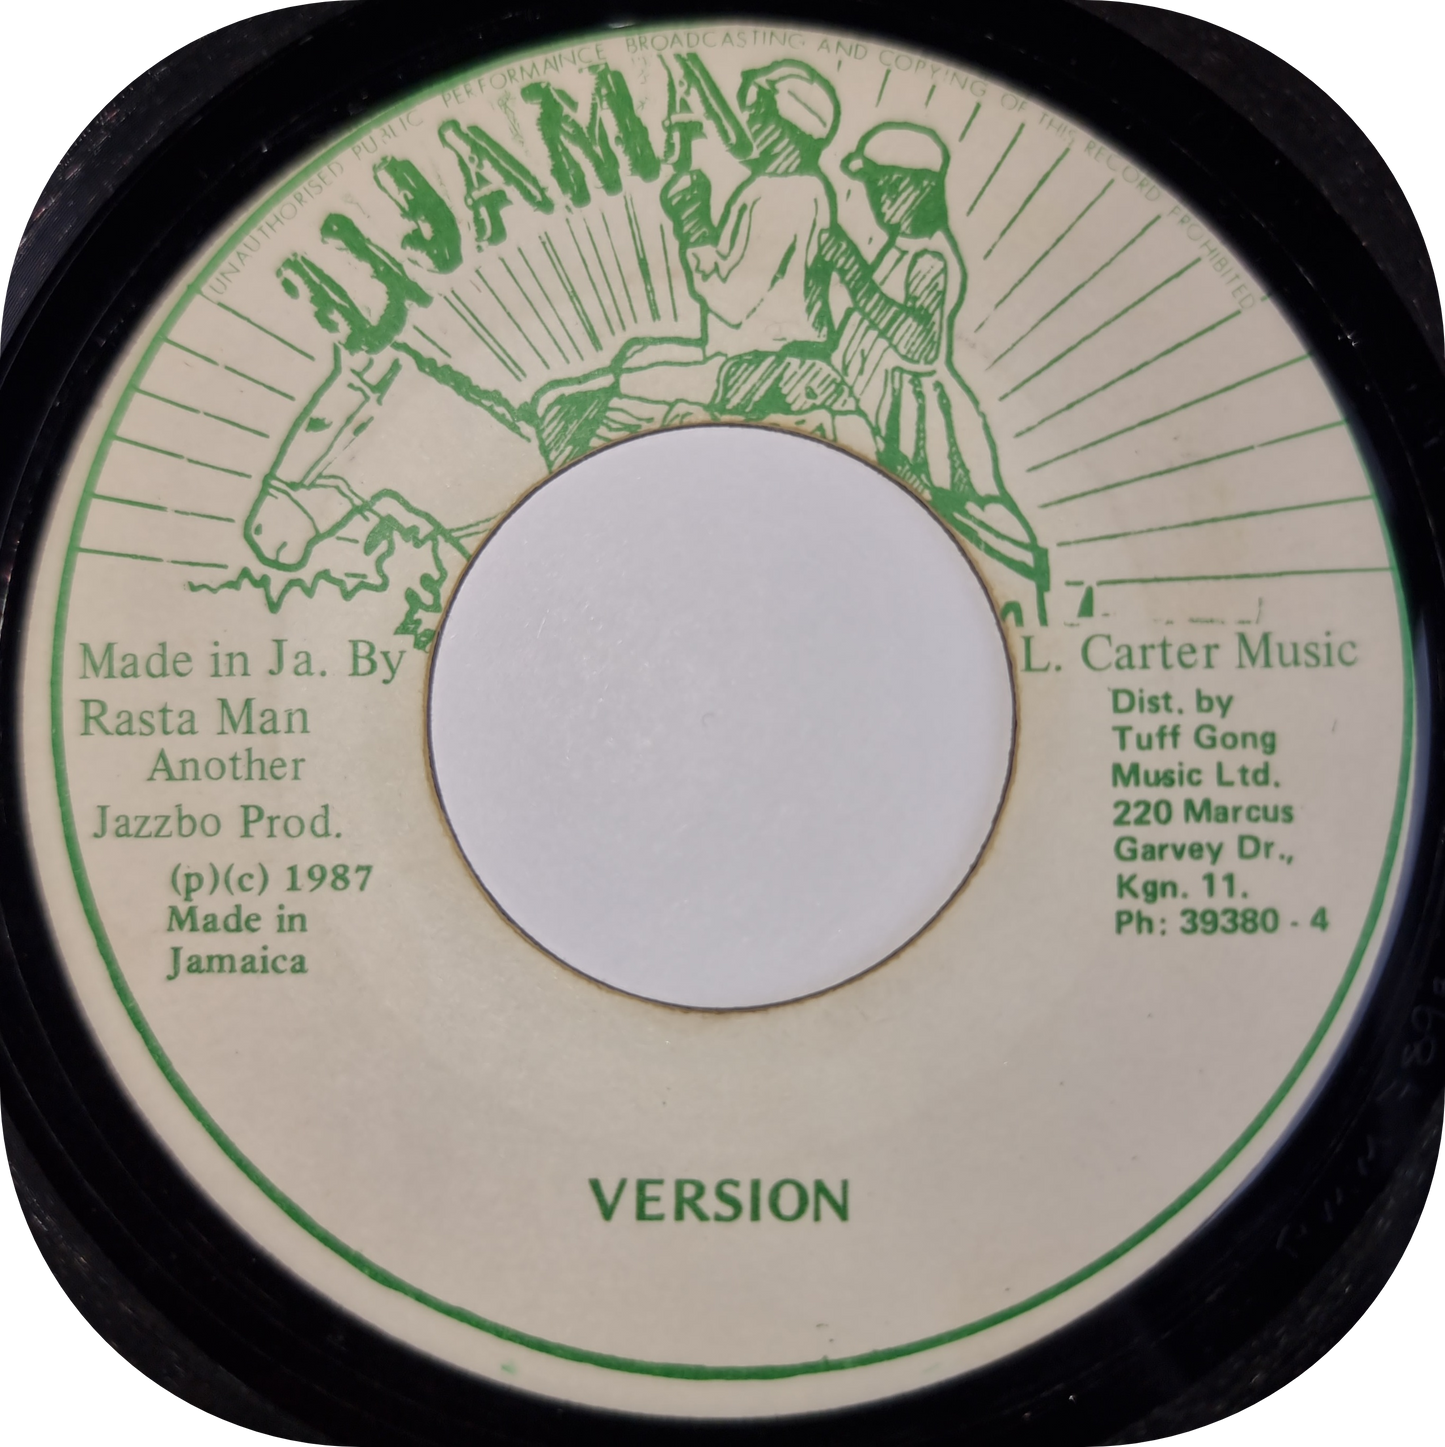 UNAUTHORISED PUBLIC PERFORMANCE BROADCASTING AND COPYING OF THIS RECORD PROHIBITED
UJAMA
Made in Ja. By
Rasta Man
Another
Jazzbo Prod.
(p)(c) 1987
Made in
Jamaica
L. Carter Music
Dist. by
Tuff Gong
Music Ltd.
220 Marcus
Garvey Dr.,
Kgn. 11.
Ph: 39380 - 4
VERSION